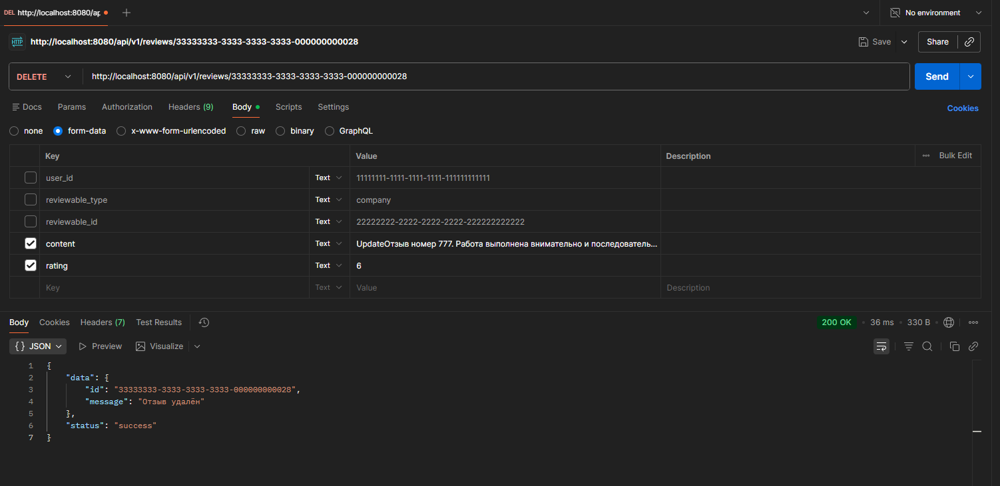 DEL http://localhost:8080/ap
No environment
HTTP http://localhost:8080/api/v1/reviews/33333333-3333-3333-3333-000000000028
Save Share
DELETE http://localhost:8080/api/v1/reviews/33333333-3333-3333-3333-000000000028 Send
Docs Params Authorization Headers (9) Body Scripts Settings Cookies
none form-data x-www-form-urlencoded raw binary GraphQL
Key Value Description Bulk Edit
user_id Text 11111111-1111-1111-1111-111111111111
reviewable_type Text company
reviewable_id Text 22222222-2222-2222-2222-222222222222
content Text UpdateОтзыв номер 777. Работа выполнена внимательно и последователь...
rating Text 6
Key Text Value Description
Body Cookies Headers (7) Test Results 200 OK 36 ms 330 B
{} JSON Preview Visualize
1 {
2 "data": {
3 "id": "33333333-3333-3333-3333-000000000028",
4 "message": "Отзыв удалён"
5 },
6 "status": "success"
7 }